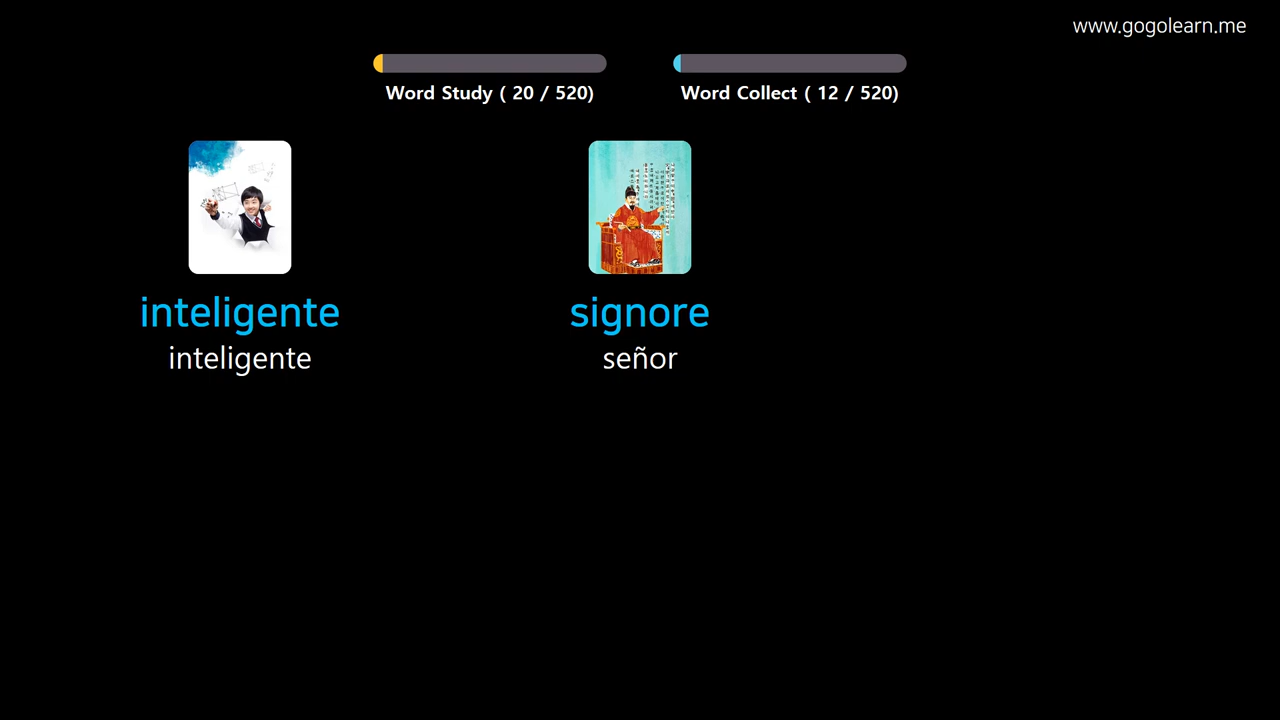 www.gogolearn.me
Word Study ( 20 / 520)
Word Collect ( 12 / 520)
inteligente
signore
inteligente
señor